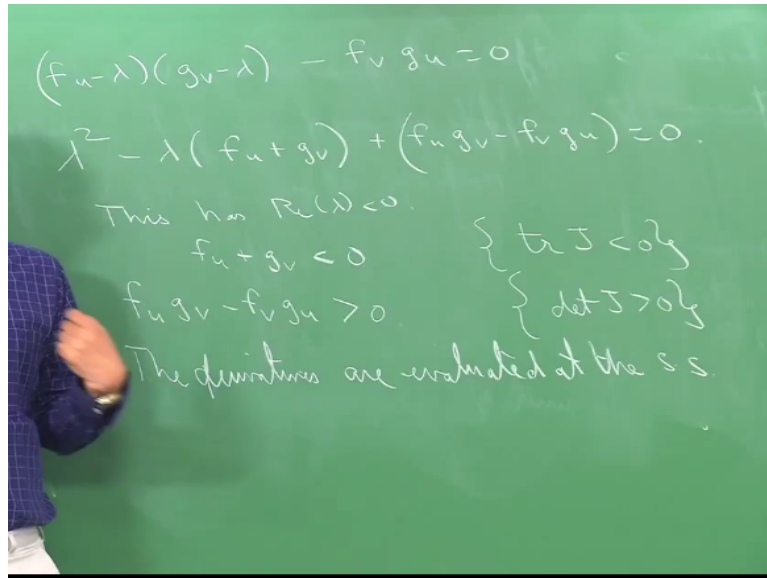 (fu-λ)(gv-λ) - fv gu = 0
λ² - λ(fu + gv) + (fu gv - fv gu) = 0.
This has Re(λ) < 0.
fu + gv < 0 { tr J < 0 }
fu gv - fv gu > 0 { det J > 0 }
The derivatives are evaluated at the s s.